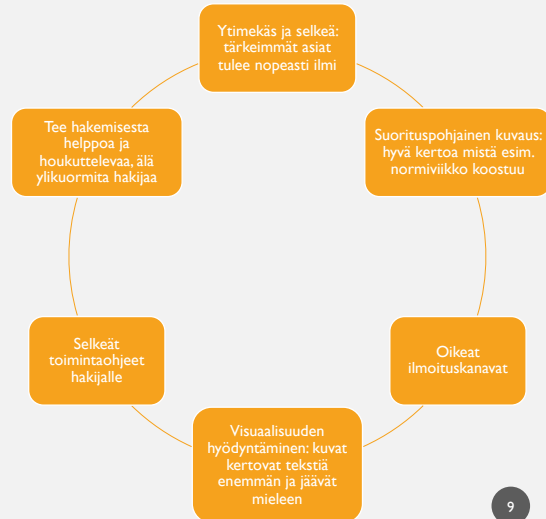 Ytimekäs ja selkeä:
tärkeimmät asiat
tulee nopeasti ilmi
Suorituspohjainen kuvaus:
hyvä kertoa mistä esim.
normiviikko koostuu
Oikeat
ilmoituskanavat
Visuaalisuuden
hyödyntäminen: kuvat
kertovat tekstiä
enemmän ja jäävät
mieleen
Selkeät
toimintaohjeet
hakijalle
Tee hakemisesta
helppoa ja
houkuttelevaa, älä
ylikuormita hakijaa
9